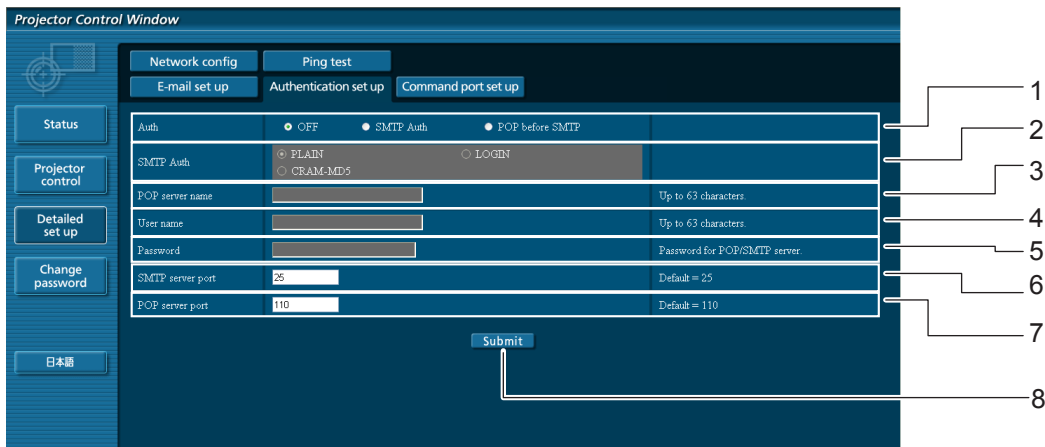 Projector Control Window
Network config Ping test
E-mail set up Authentication set up Command port set up
Status
Projector control
Detailed set up
Change password
日本語
Auth OFF SMTP Auth POP before SMTP
SMTP Auth PLAIN LOGIN
CRAM-MD5
POP server name Up to 63 characters.
User name Up to 63 characters.
Password Password for POP/SMTP server.
SMTP server port 25 Default = 25
POP server port 110 Default = 110
Submit
1
2
3
4
5
6
7
8